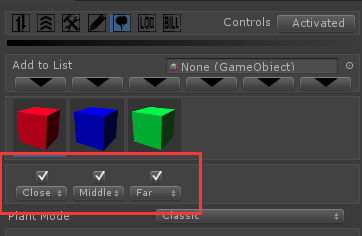 LOD BILL Controls Activated
Add to List None (GameObject)
Close Middle Far
Plant Mode Classic